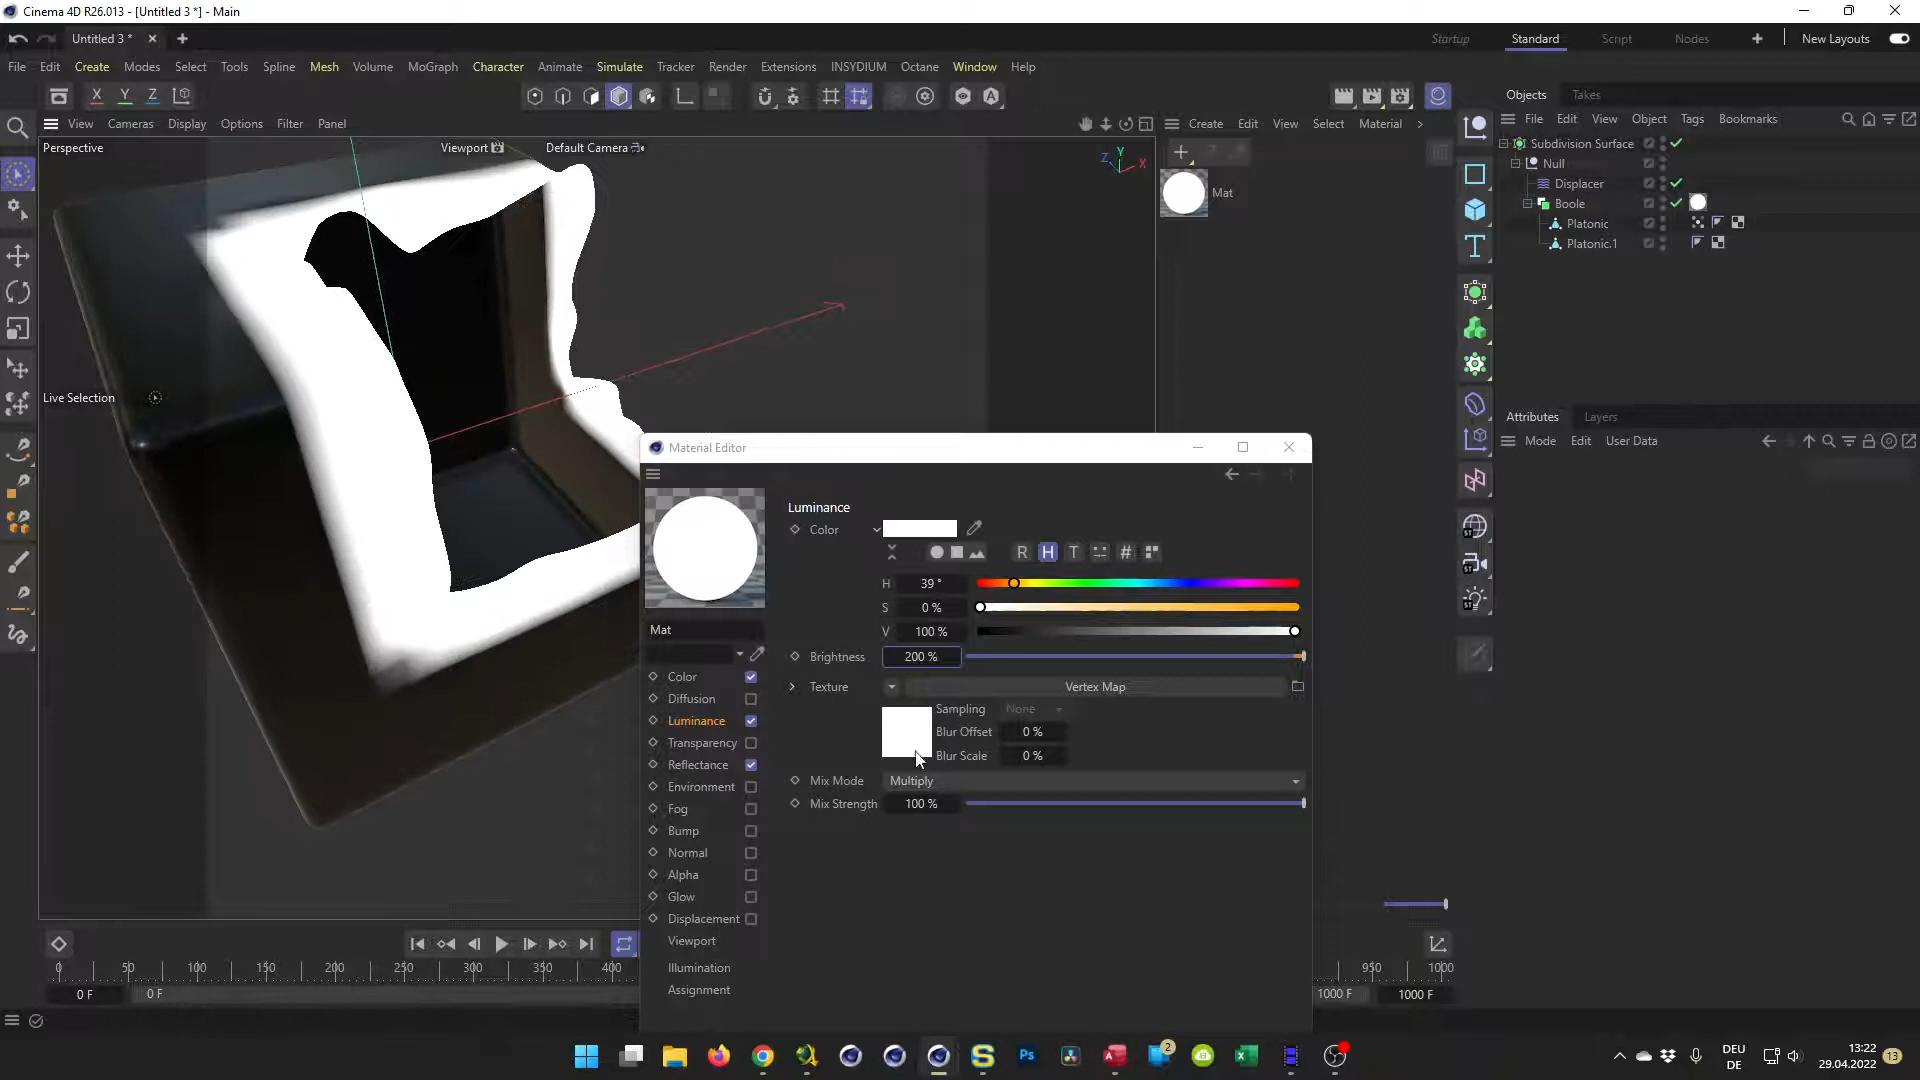 Cinema 4D R26.013 - [Untitled 3 *] - Main
Untitled 3 *
Startup Standard Script Nodes New Layouts
File Edit Create Modes Select Tools Spline Mesh Volume MoGraph Character Animate Simulate Tracker Render Extensions INSYDIUM Octane Window Help
X Y Z
Objects Takes
View Cameras Display Options Filter Panel
Create Edit View Select Material
File Edit View Object Tags Bookmarks
Perspective
Viewport
Default Camera
Z Y X
Mat
Subdivision Surface
Null
Displacer
Boole
Platonic
Platonic.1
Live Selection
Attributes Layers
Mode Edit User Data
Material Editor
Luminance
Color
R H T #
H 39 °
S 0 %
V 100 %
Mat
Brightness 200 %
Texture Vertex Map
Sampling None
Blur Offset 0 %
Blur Scale 0 %
Mix Mode Multiply
Mix Strength 100 %
Color
Diffusion
Luminance
Transparency
Reflectance
Environment
Fog
Bump
Normal
Alpha
Glow
Displacement
Viewport
Illumination
Assignment
0 50 100 150 200 250 300 350 400 950 1000
0 F 0 F 1000 F 1000 F
Ps
2
DEU
DE
13:22
29.04.2022
13